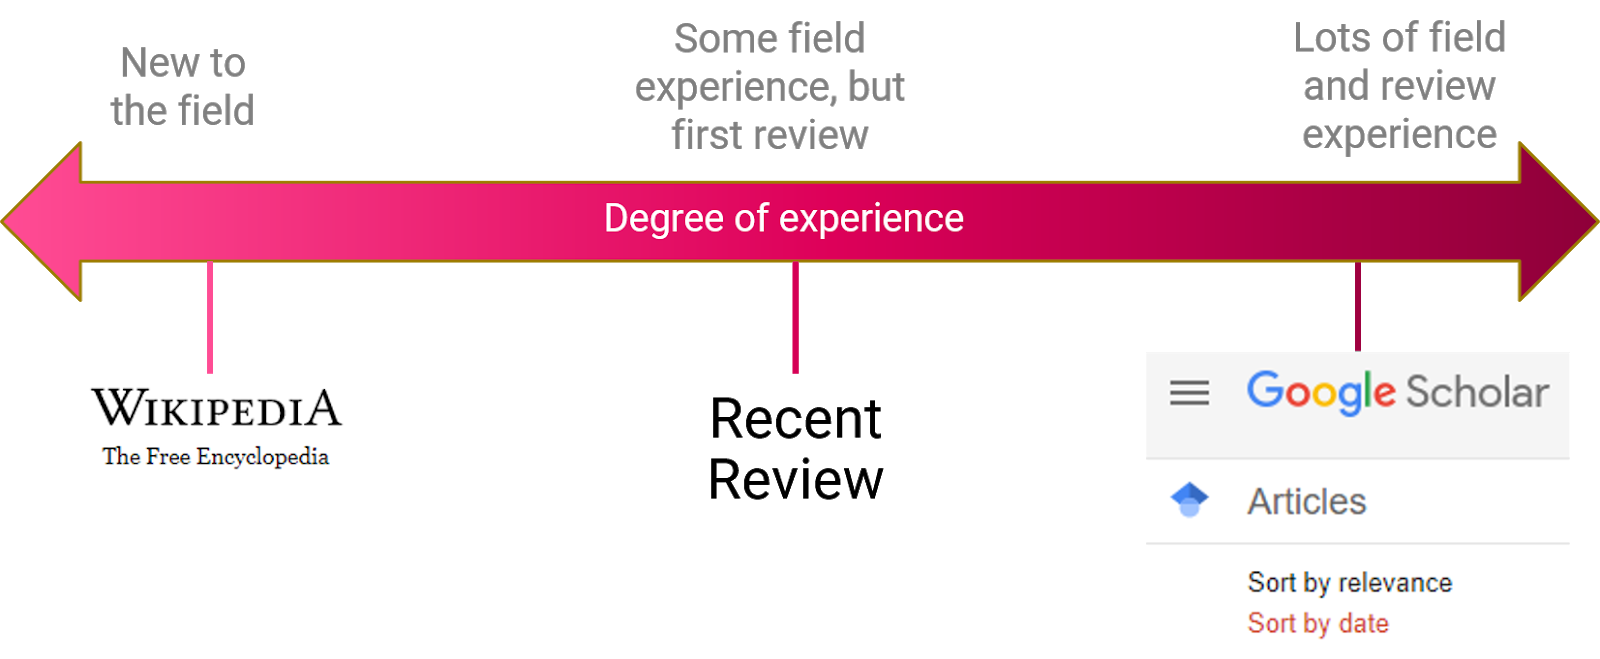 New to
the field
Some field
experience, but
first review
Lots of field
and review
experience
Degree of experience
WIKIPEDIA
The Free Encyclopedia
Recent
Review
Google Scholar
Articles
Sort by relevance
Sort by date